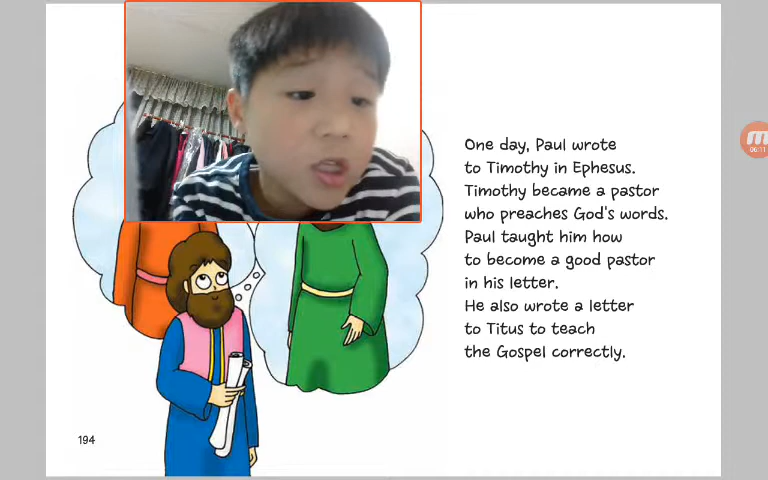 One day, Paul wrote
to Timothy in Ephesus.
Timothy became a pastor
who preaches God's words.
Paul taught him how
to become a good pastor
in his letter.
He also wrote a letter
to Titus to teach
the Gospel correctly.
194